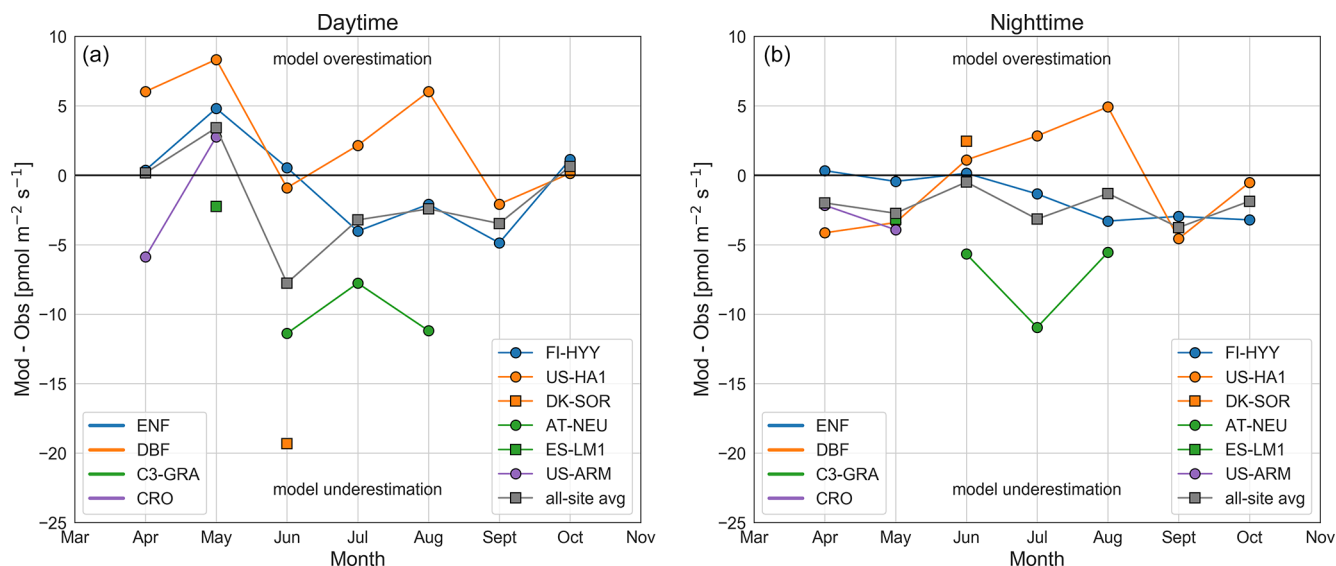 Daytime
(a)
model overestimation
10
5
0
−5
−10
−15
−20
−25
Mod - Obs [pmol m−2 s−1]
FI-HYY
US-HA1
DK-SOR
AT-NEU
ES-LM1
US-ARM
all-site avg
ENF
DBF
C3-GRA
CRO
model underestimation
Mar Apr May Jun Jul Aug Sept Oct Nov
Month
Nighttime
(b)
model overestimation
10
5
0
−5
−10
−15
−20
−25
Mod - Obs [pmol m−2 s−1]
FI-HYY
US-HA1
DK-SOR
AT-NEU
ES-LM1
US-ARM
all-site avg
ENF
DBF
C3-GRA
CRO
model underestimation
Mar Apr May Jun Jul Aug Sept Oct Nov
Month